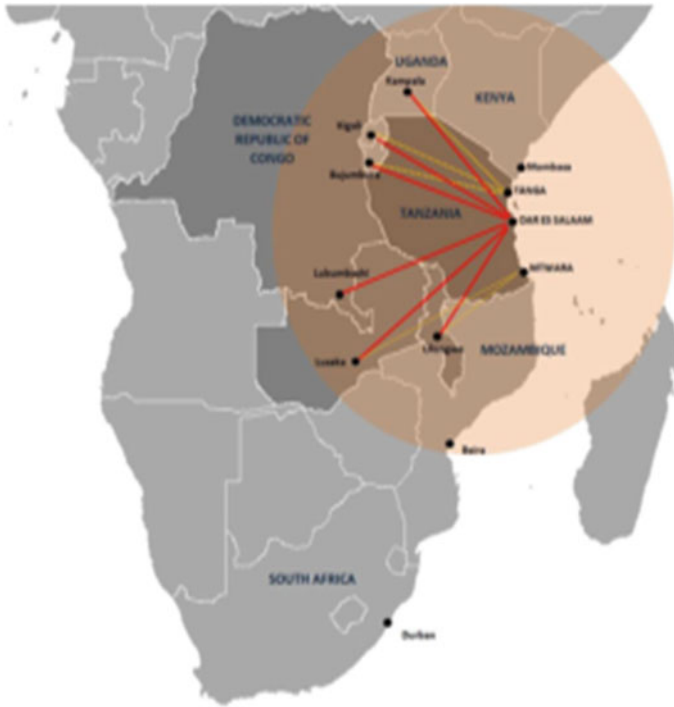 UGANDA
Kampala
KENYA
DEMOCRATIC
REPUBLIC OF
CONGO
Kigali
Bujumbura
Mombasa
TANGA
TANZANIA
DAR ES SALAAM
MTWARA
Lubumbashi
Lilongwe
MOZAMBIQUE
Lusaka
Beira
SOUTH AFRICA
Durban